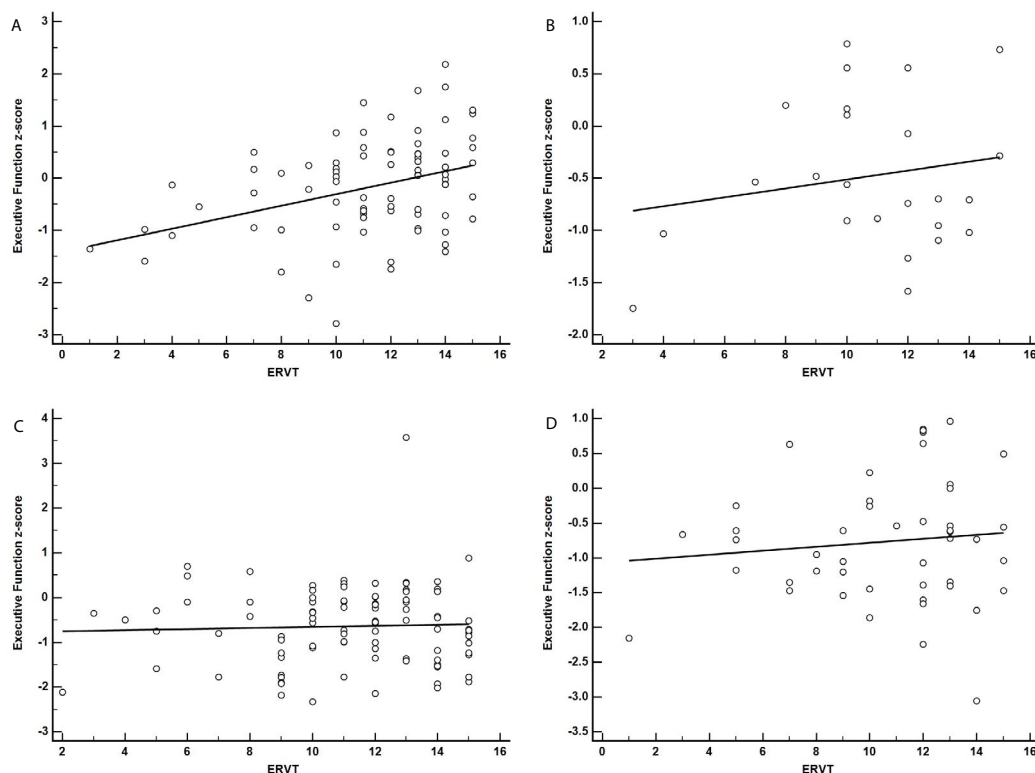 A
3
2
1
0
-1
-2
-3
Executive Function z-score
0 2 4 6 8 10 12 14 16
ERVT
B
1.0
0.5
0.0
-0.5
-1.0
-1.5
-2.0
Executive Function z-score
2 4 6 8 10 12 14 16
ERVT
C
4
3
2
1
0
-1
-2
-3
Executive Function z-score
2 4 6 8 10 12 14 16
ERVT
D
1.0
0.5
0.0
-0.5
-1.0
-1.5
-2.0
-2.5
-3.0
-3.5
Executive Function z-score
0 2 4 6 8 10 12 14 16
ERVT